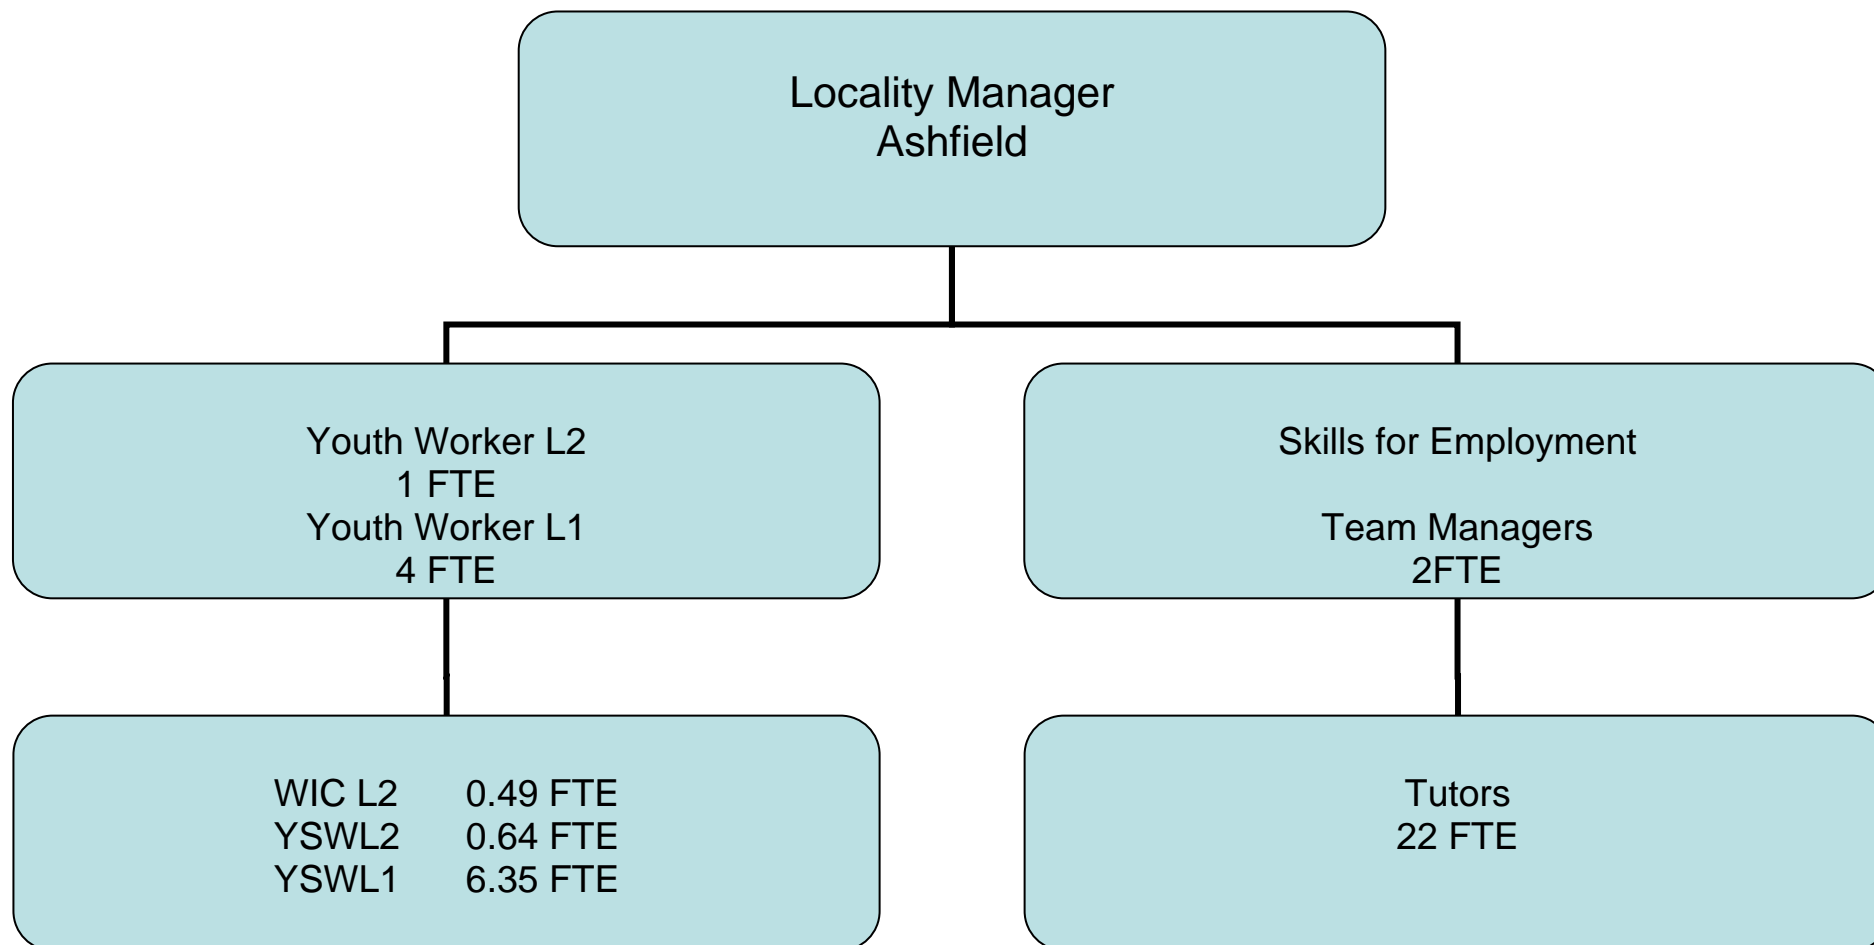 Locality Manager
Ashfield
Youth Worker L2
1 FTE
Youth Worker L1
4 FTE
Skills for Employment
Team Managers
2FTE
WIC L2 0.49 FTE
YSWL2 0.64 FTE
YSWL1 6.35 FTE
Tutors
22 FTE